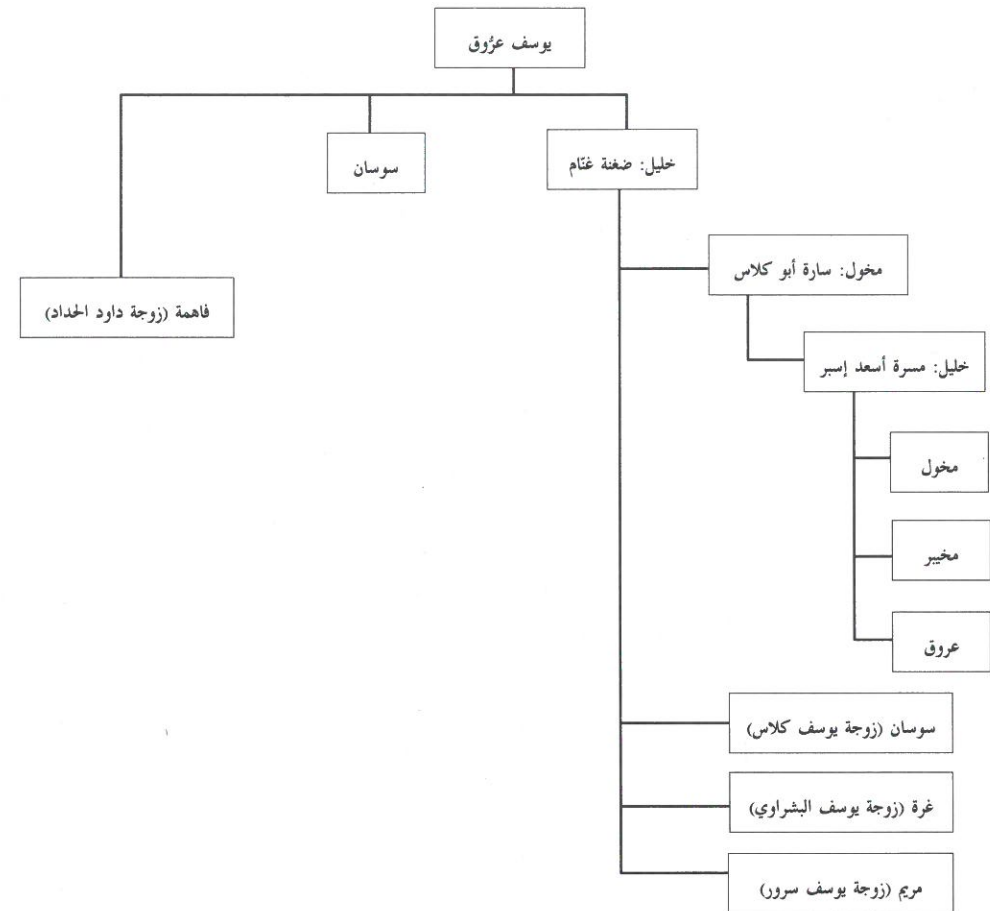 يوسف عرُّوق
خليل: ضغنة غنّام
سوسان
فاهمة (زوجة داود الحداد)
مخول: سارة أبو كلاس
خليل: مسرة أسعد إسبر
مخول
مخيبر
عروق
سوسان (زوجة يوسف كلاس)
غرة (زوجة يوسف البشراوي)
مريم (زوجة يوسف سرور)